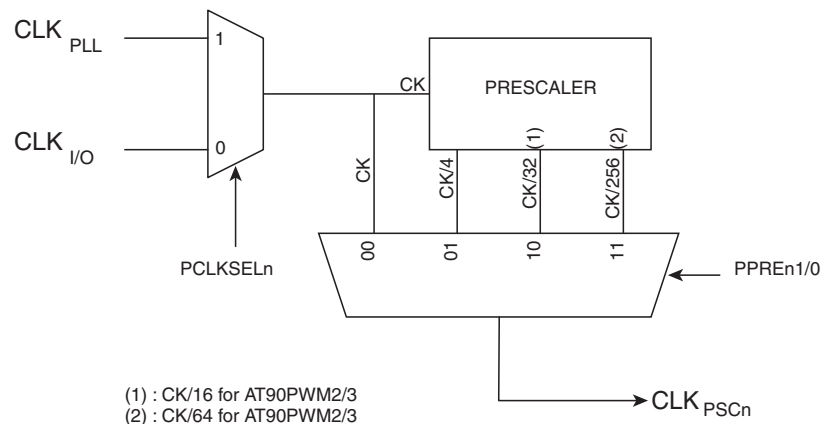 CLK PLL
1
CK
PRESCALER
CLK I/O
0
CK
CK/4
CK/32 (1)
CK/256 (2)
PCLKSELn
00
01
10
11
PPREn1/0
(1) : CK/16 for AT90PWM2/3
(2) : CK/64 for AT90PWM2/3
CLK PSCn